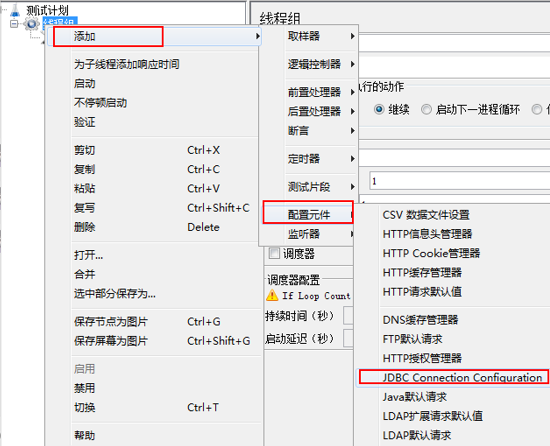 测试计划
线程组
线程组
添加
为子线程添加响应时间
启动
不停顿启动
验证
剪切 Ctrl+X
复制 Ctrl+C
粘贴 Ctrl+V
复写 Ctrl+Shift+C
删除 Delete
打开...
合并
选中部分保存为...
保存节点为图片 Ctrl+G
保存屏幕为图片 Ctrl+Shift+G
启用
禁用
切换 Ctrl+T
帮助
取样器
逻辑控制器
前置处理器
后置处理器
断言
定时器
测试片段
配置元件
监听器
执行的动作
继续
启动下一进程循环
1
调度器
调度器配置
If Loop Count
持续时间（秒）
启动延迟（秒）
CSV 数据文件设置
HTTP信息头管理器
HTTP Cookie管理器
HTTP缓存管理器
HTTP请求默认值
DNS缓存管理器
FTP默认请求
HTTP授权管理器
JDBC Connection Configuration
Java默认请求
LDAP扩展请求默认值
LDAP默认请求